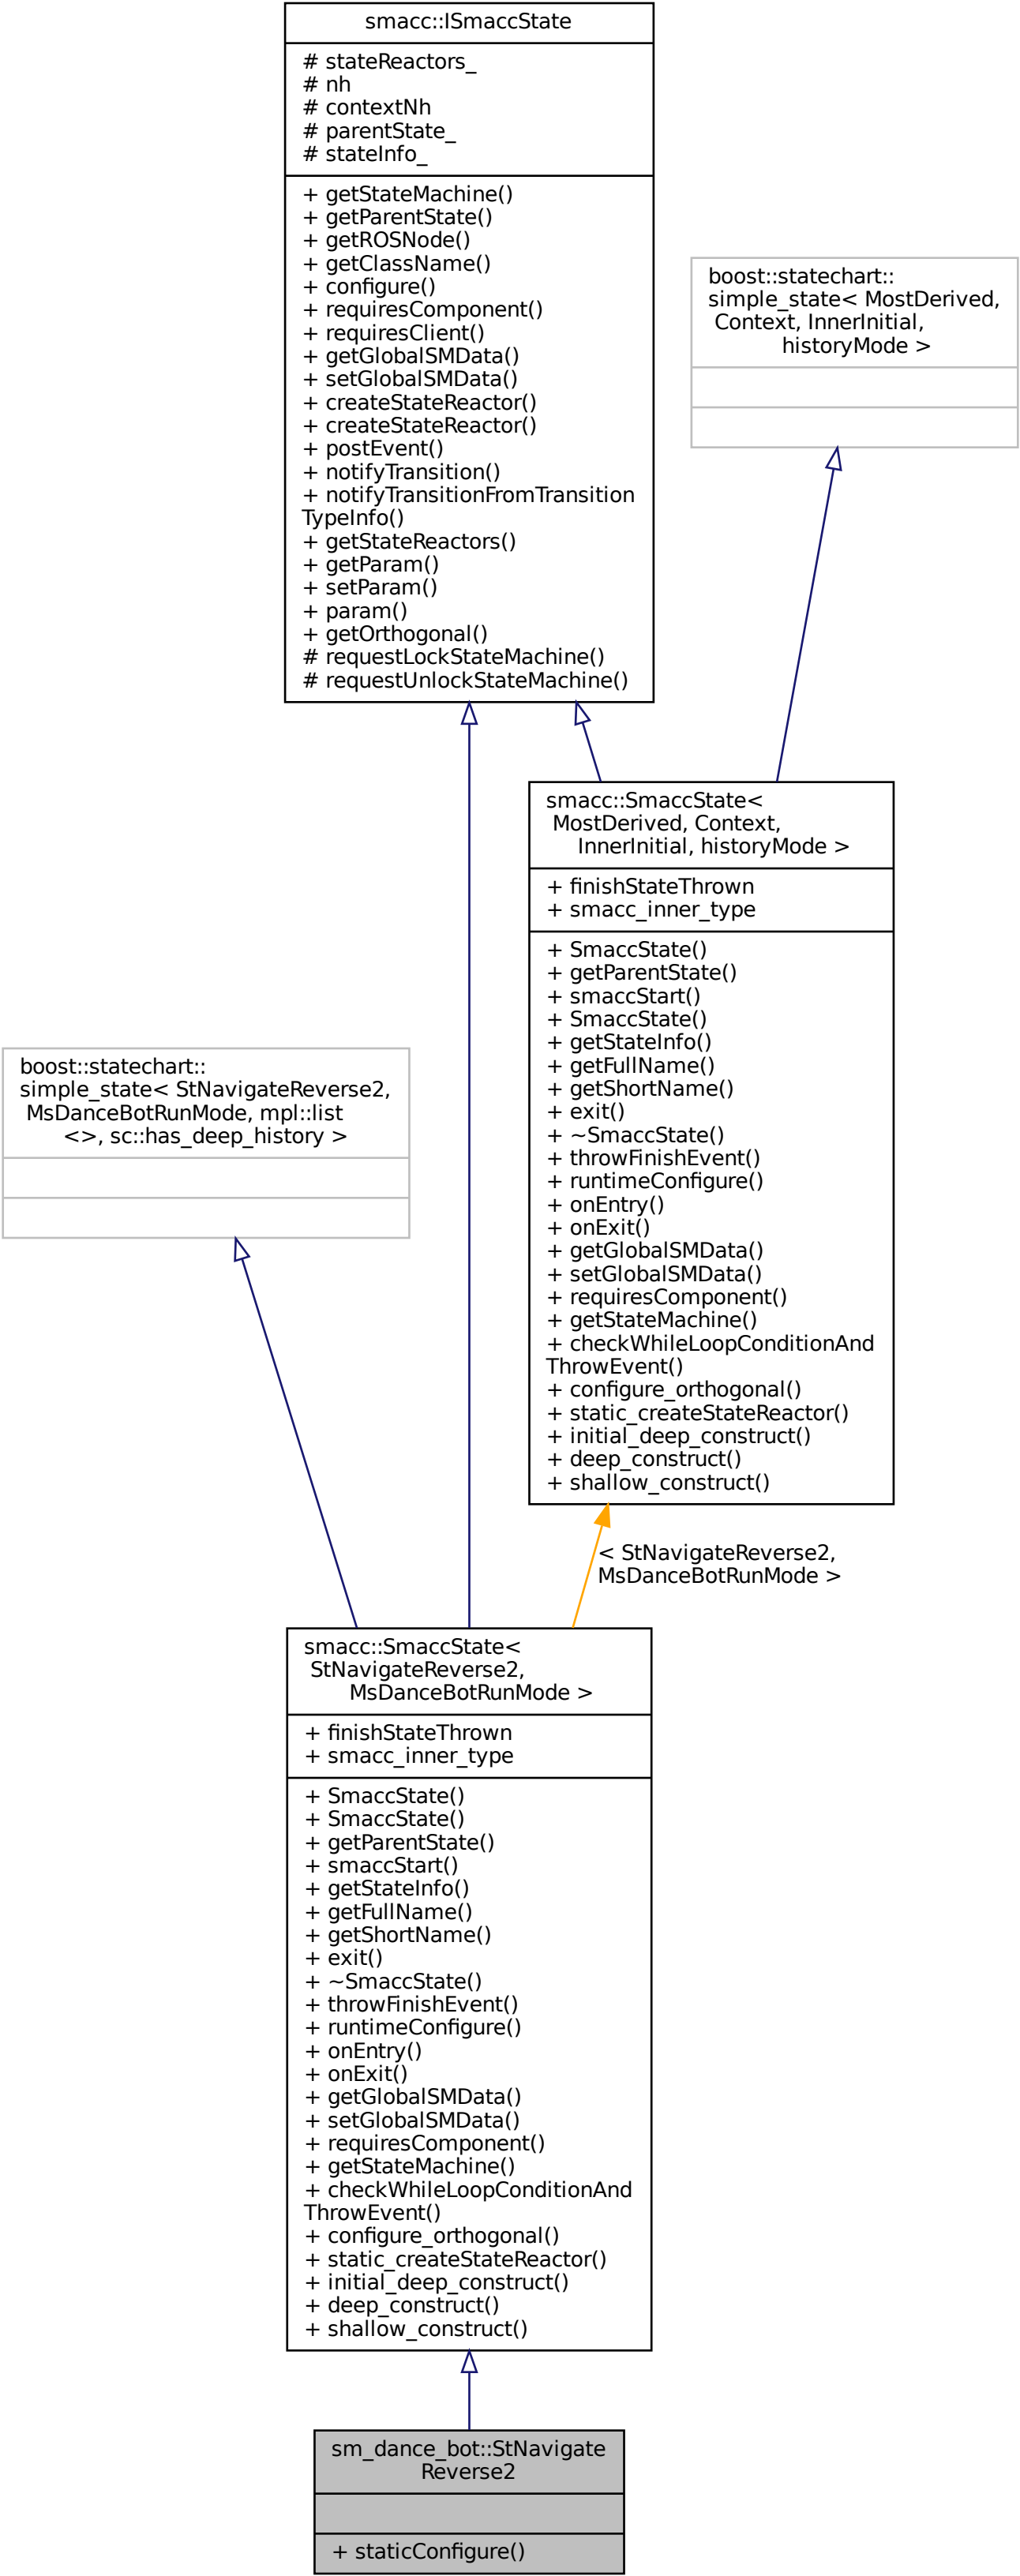 smacc::ISmaccState
# stateReactors_
# nh
# contextNh
# parentState_
# stateInfo_
+ getStateMachine()
+ getParentState()
+ getROSNode()
+ getClassName()
+ configure()
+ requiresComponent()
+ requiresClient()
+ getGlobalSMData()
+ setGlobalSMData()
+ createStateReactor()
+ createStateReactor()
+ postEvent()
+ notifyTransition()
+ notifyTransitionFromTransition
TypeInfo()
+ getStateReactors()
+ getParam()
+ setParam()
+ param()
+ getOrthogonal()
# requestLockStateMachine()
# requestUnlockStateMachine()
boost::statechart::
simple_state< MostDerived,
Context, InnerInitial,
historyMode >
smacc::SmaccState<
MostDerived, Context,
InnerInitial, historyMode >
+ finishStateThrown
+ smacc_inner_type
+ SmaccState()
+ getParentState()
+ smaccStart()
+ SmaccState()
+ getStateInfo()
+ getFullName()
+ getShortName()
+ exit()
+ ~SmaccState()
+ throwFinishEvent()
+ runtimeConfigure()
+ onEntry()
+ onExit()
+ getGlobalSMData()
+ setGlobalSMData()
+ requiresComponent()
+ getStateMachine()
+ checkWhileLoopConditionAnd
ThrowEvent()
+ configure_orthogonal()
+ static_createStateReactor()
+ initial_deep_construct()
+ deep_construct()
+ shallow_construct()
boost::statechart::
simple_state< StNavigateReverse2,
MsDanceBotRunMode, mpl::list
<>, sc::has_deep_history >
< StNavigateReverse2,
MsDanceBotRunMode >
smacc::SmaccState<
StNavigateReverse2,
MsDanceBotRunMode >
+ finishStateThrown
+ smacc_inner_type
+ SmaccState()
+ SmaccState()
+ getParentState()
+ smaccStart()
+ getStateInfo()
+ getFullName()
+ getShortName()
+ exit()
+ ~SmaccState()
+ throwFinishEvent()
+ runtimeConfigure()
+ onEntry()
+ onExit()
+ getGlobalSMData()
+ setGlobalSMData()
+ requiresComponent()
+ getStateMachine()
+ checkWhileLoopConditionAnd
ThrowEvent()
+ configure_orthogonal()
+ static_createStateReactor()
+ initial_deep_construct()
+ deep_construct()
+ shallow_construct()
sm_dance_bot::StNavigate
Reverse2
+ staticConfigure()